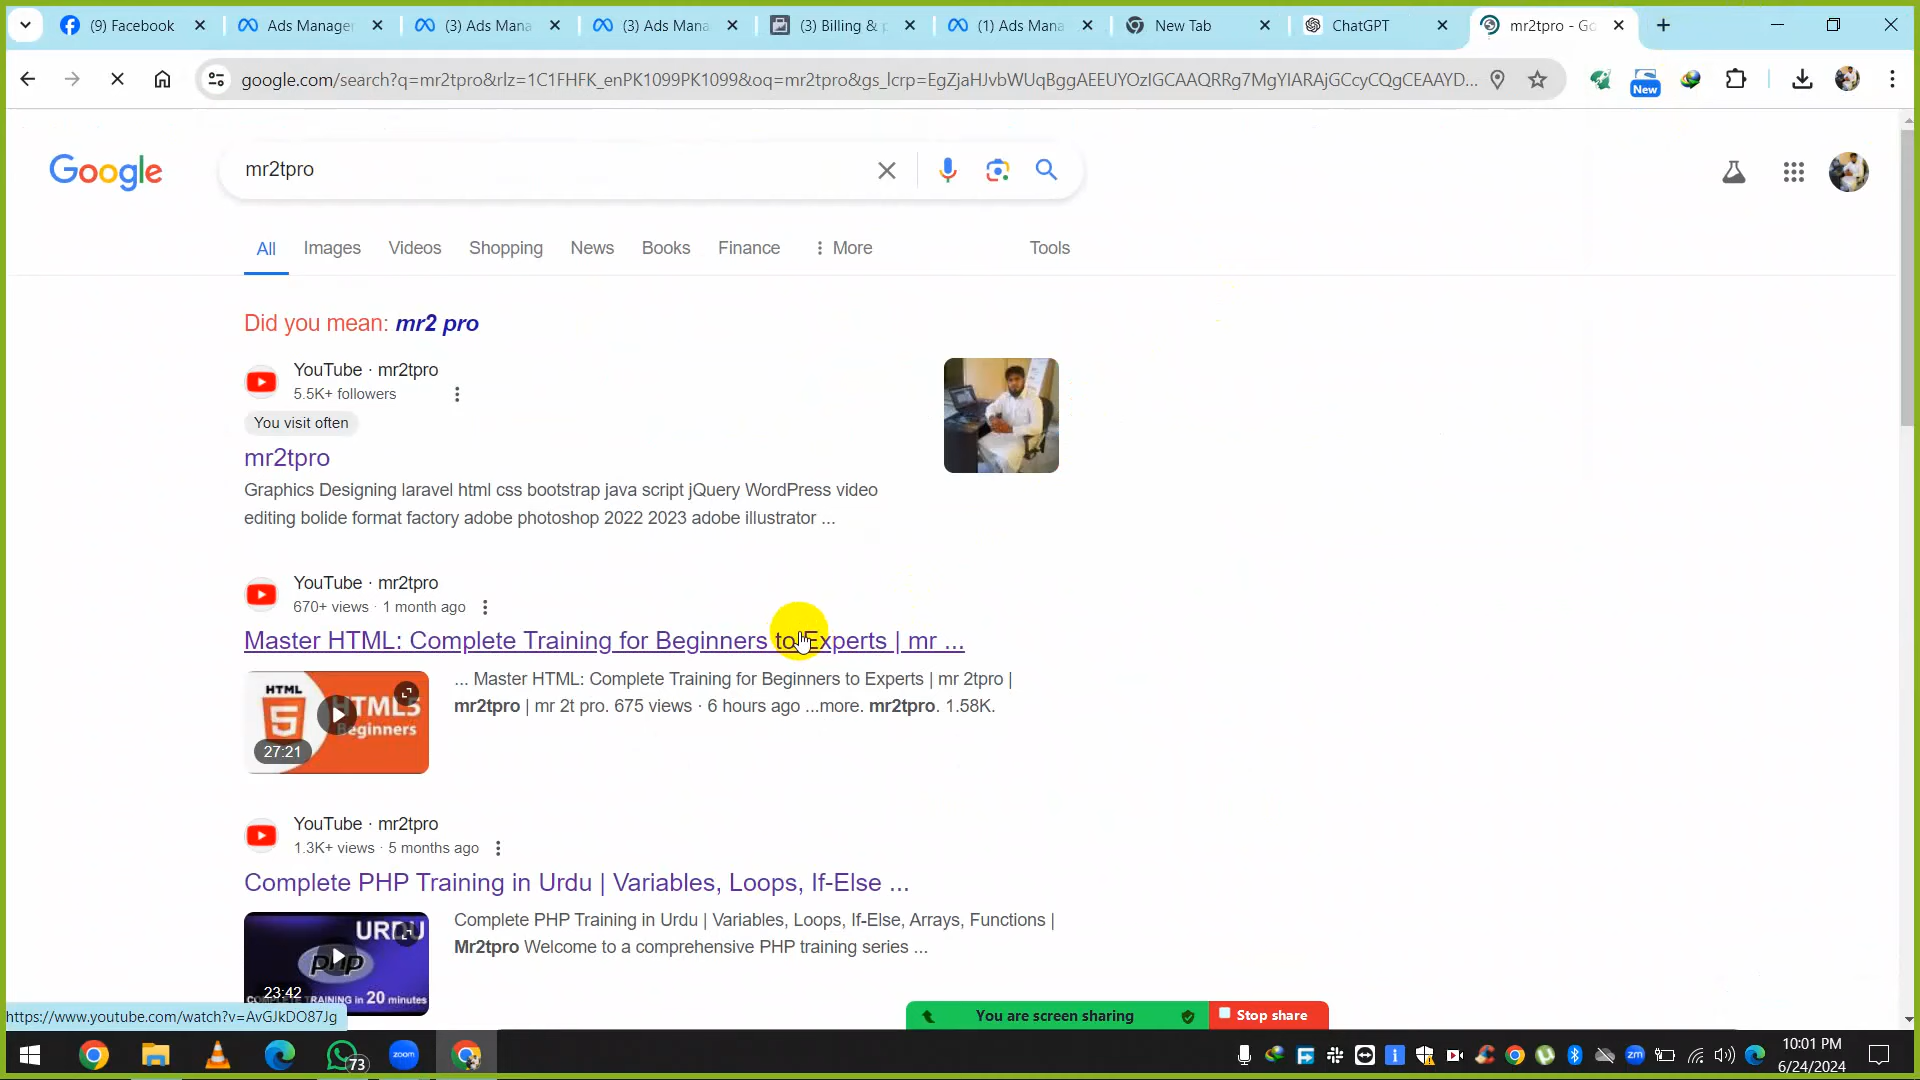 (9) Facebook
Ads Manager
(3) Ads Mana
(3) Ads Mana
(3) Billing & p
(1) Ads Mana
New Tab
ChatGPT
mr2tpro - Go
google.com/search?q=mr2tpro&rlz=1C1FHFK_enPK1099PK1099&oq=mr2tpro&gs_lcrp=EgZjaHJvbWUqBggAEEUYOzIGCAAQRRg7MgYIARAjGCcyCQgCEAAYD...
New
Google
mr2tpro
All
Images
Videos
Shopping
News
Books
Finance
More
Tools
Did you mean: mr2 pro
YouTube · mr2tpro
5.5K+ followers
You visit often
mr2tpro
Graphics Designing laravel html css bootstrap java script jQuery WordPress video
editing bolide format factory adobe photoshop 2022 2023 adobe illustrator ...
YouTube · mr2tpro
670+ views · 1 month ago
Master HTML: Complete Training for Beginners to Experts | mr ...
HTML
5
HTML5
Beginners
27:21
... Master HTML: Complete Training for Beginners to Experts | mr 2tpro |
mr2tpro | mr 2t pro. 675 views · 6 hours ago ...more. mr2tpro. 1.58K.
YouTube · mr2tpro
1.3K+ views · 5 months ago
Complete PHP Training in Urdu | Variables, Loops, If-Else ...
URDU
php
23:42
TRAINING in 20 minutes
Complete PHP Training in Urdu | Variables, Loops, If-Else, Arrays, Functions |
Mr2tpro Welcome to a comprehensive PHP training series ...
https://www.youtube.com/watch?v=AvGJkDO87Jg
You are screen sharing
Stop share
73
zoom
zm
10:01 PM
6/24/2024